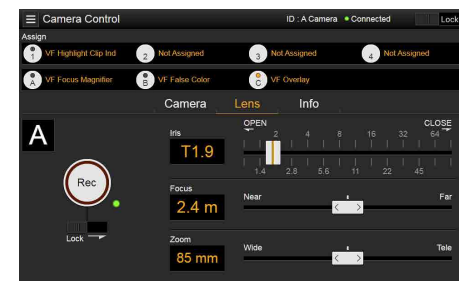 Camera Control ID : A Camera Connected Lock
Assign
1 VF Highlight Clip Ind 2 Not Assigned 3 Not Assigned 4 Not Assigned
A VF Focus Magnifier B VF False Color C VF Overlay
Camera Lens Info
A
Rec
Lock
Iris
T1.9
OPEN CLOSE
2 4 8 16 32 64
1.4 2.8 5.6 11 22 45
Focus
2.4 m
Near Far
Zoom
85 mm
Wide Tele